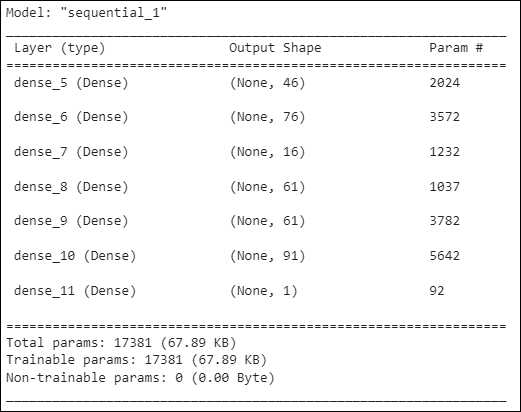 Model: "sequential_1"
_________________________________________________________________
Layer (type) Output Shape Param #
=================================================================
dense_5 (Dense) (None, 46) 2024
dense_6 (Dense) (None, 76) 3572
dense_7 (Dense) (None, 16) 1232
dense_8 (Dense) (None, 61) 1037
dense_9 (Dense) (None, 61) 3782
dense_10 (Dense) (None, 91) 5642
dense_11 (Dense) (None, 1) 92
=================================================================
Total params: 17381 (67.89 KB)
Trainable params: 17381 (67.89 KB)
Non-trainable params: 0 (0.00 Byte)
_________________________________________________________________